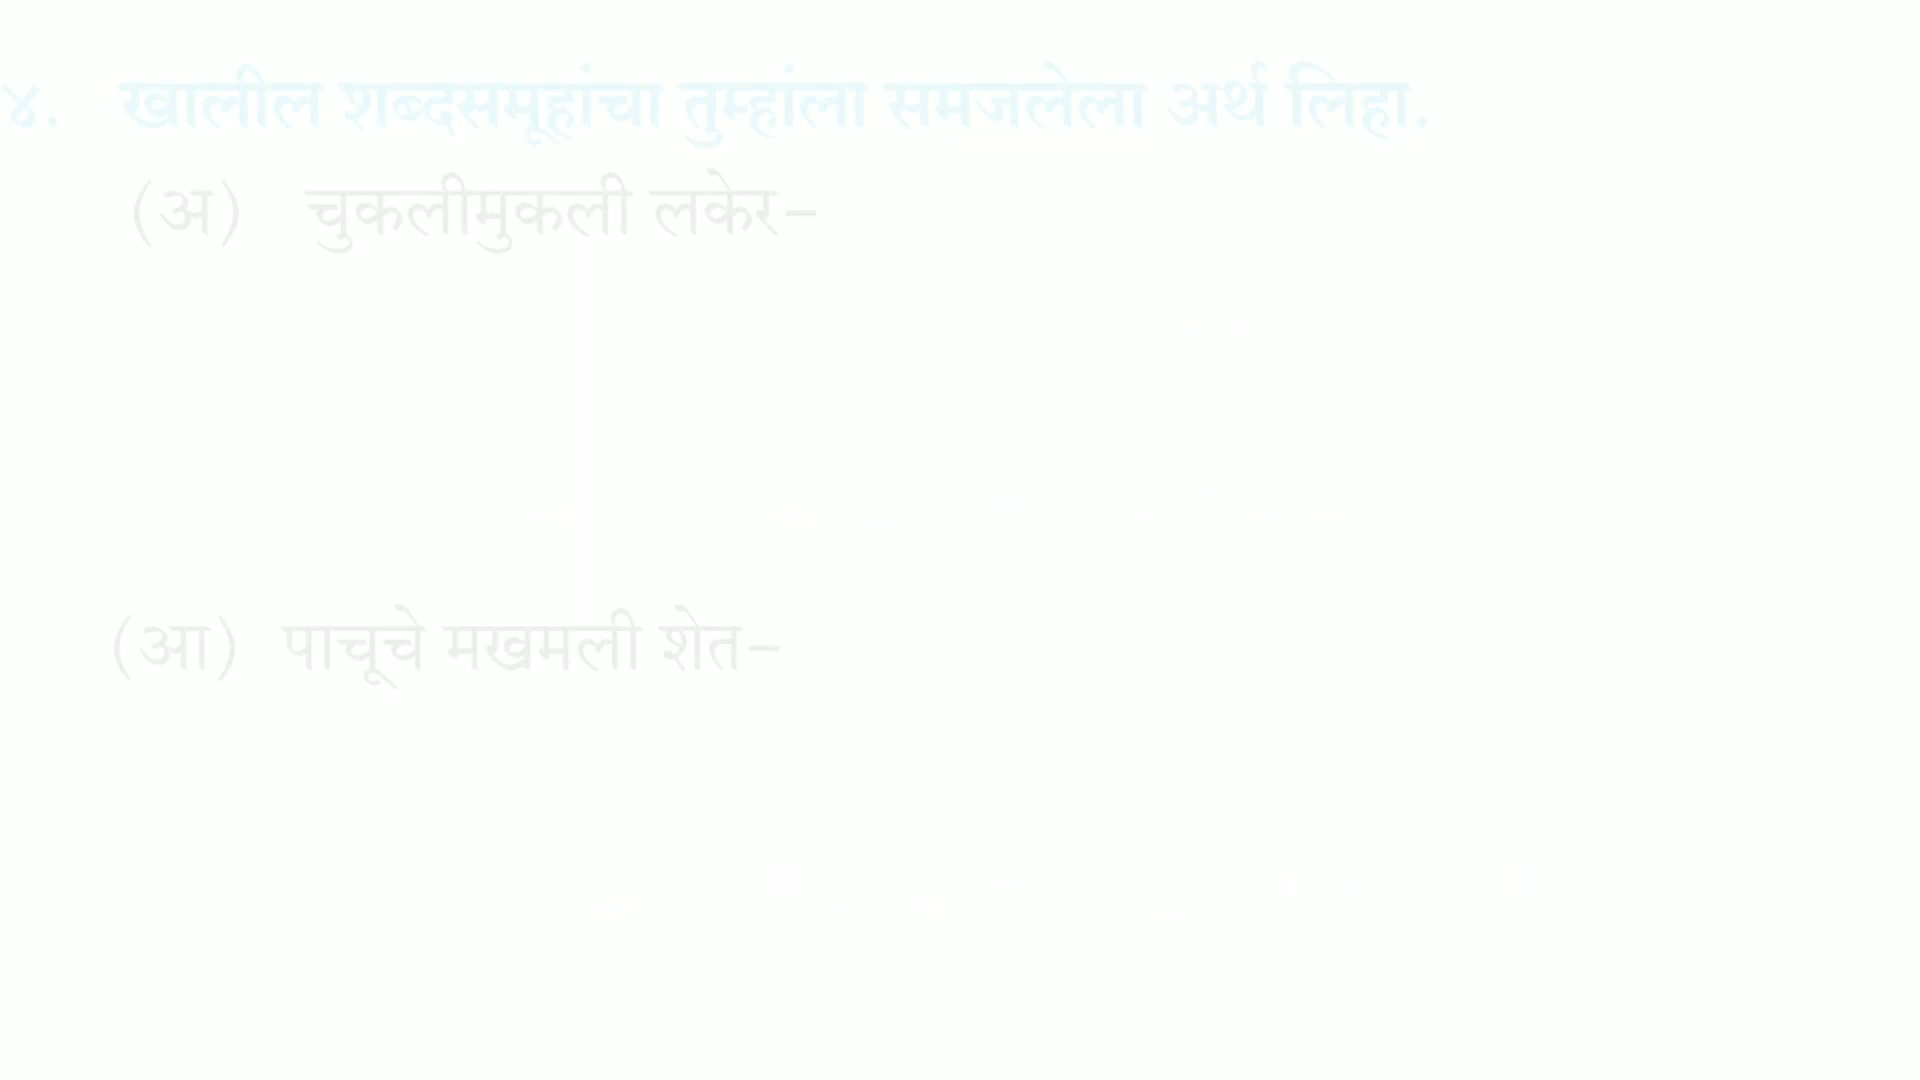 ४. खालील शब्दसमूहांचा तुम्हांला समजलेला अर्थ लिहा.
(अ) चुकलीमुकली लकेर–
(आ) पाचूचे मखमली शेत–